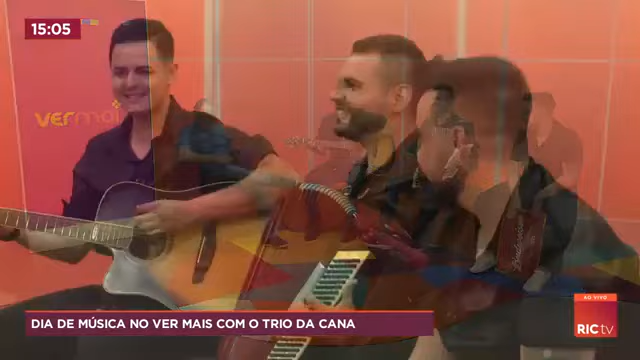 15:05
vermais
DIA DE MÚSICA NO VER MAIS COM O TRIO DA CANA
AO VIVO
RICtv